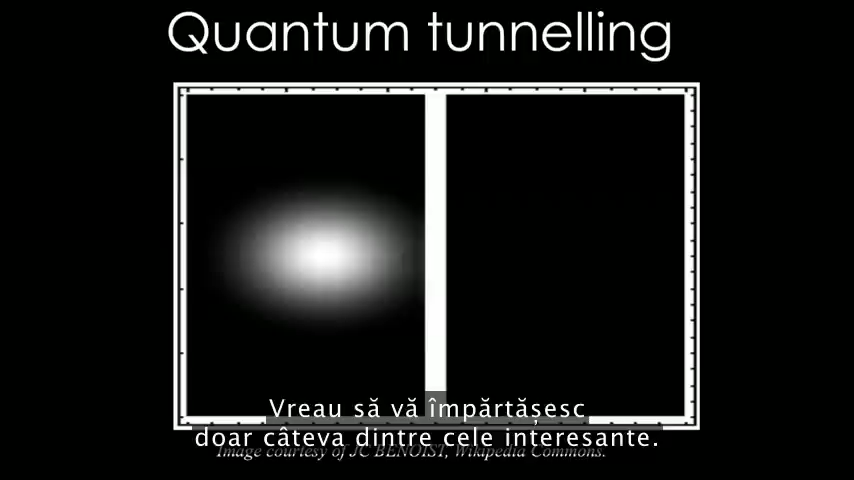 Quantum tunnelling
Vreau să vă împărtășesc
doar câteva dintre cele interesante.
Image courtesy of JC BENOIST, Wikipedia Commons.